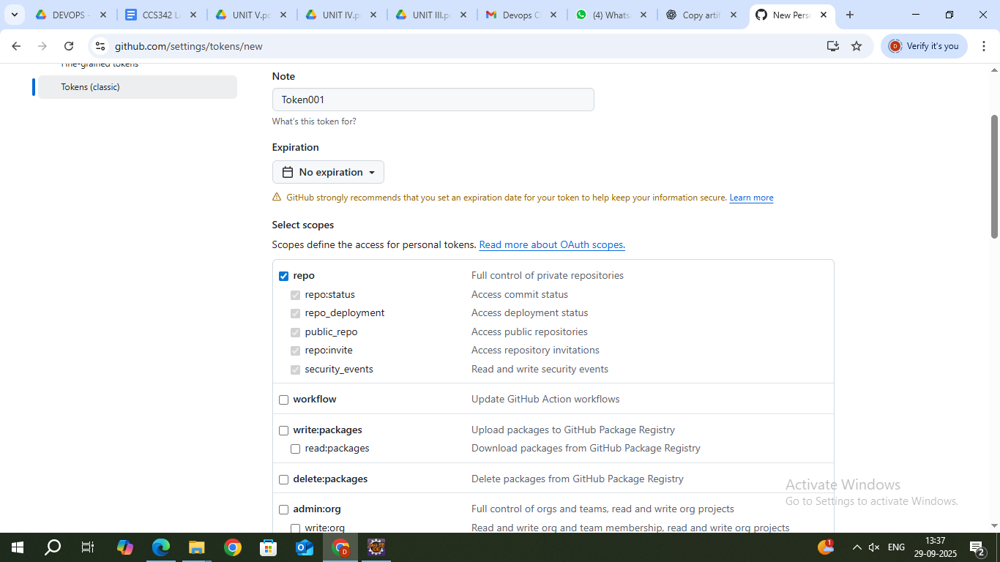 DEVOPS -
CCS342 L
UNIT V.p
UNIT IV.p
UNIT III.p
Devops C
(4) Whats
Copy arti
New Pers
github.com/settings/tokens/new
Verify it's you
Fine-grained tokens
Tokens (classic)
Note
Token001
What's this token for?
Expiration
No expiration
GitHub strongly recommends that you set an expiration date for your token to help keep your information secure. Learn more
Select scopes
Scopes define the access for personal tokens. Read more about OAuth scopes.
repo Full control of private repositories
repo:status Access commit status
repo_deployment Access deployment status
public_repo Access public repositories
repo:invite Access repository invitations
security_events Read and write security events
workflow Update GitHub Action workflows
write:packages Upload packages to GitHub Package Registry
read:packages Download packages from GitHub Package Registry
delete:packages Delete packages from GitHub Package Registry
admin:org Full control of orgs and teams, read and write org projects
write:org Read and write org and team membership, read and write org projects
Activate Windows
Go to Settings to activate Windows.
ENG
13:37
29-09-2025
2